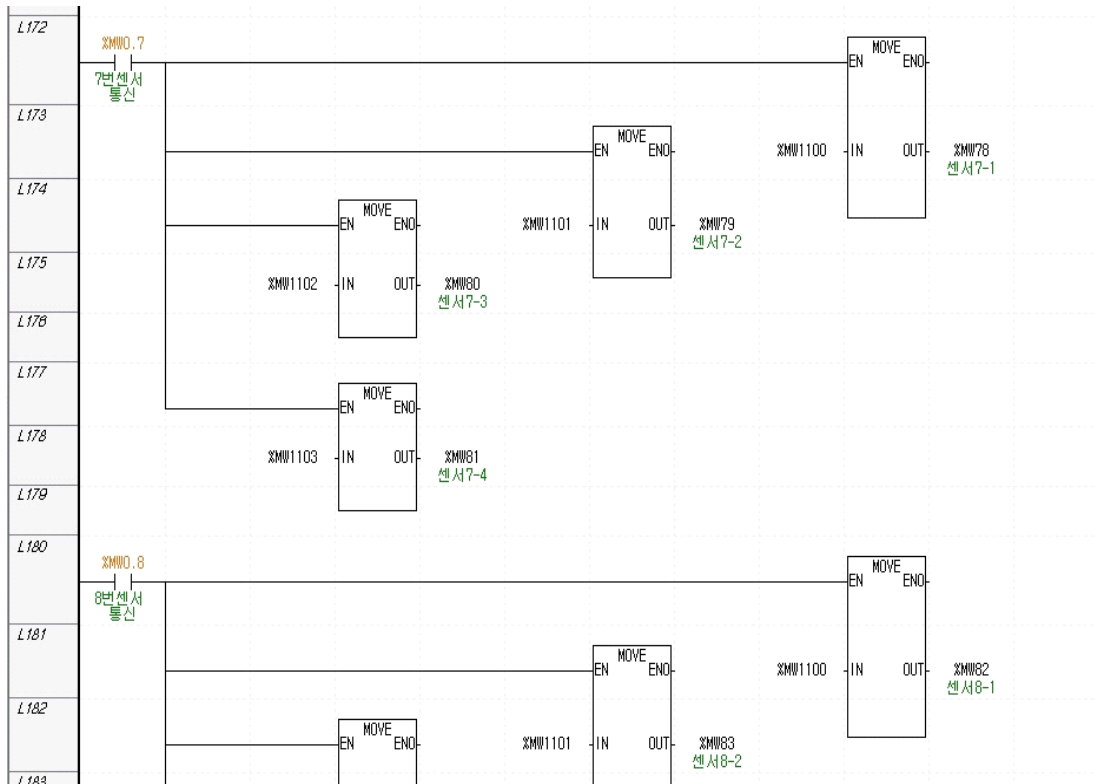 L172
%MW0.7
7번센서
통신
MOVE
EN ENO
L173
MOVE
EN ENO
%MW1100 IN OUT %MW78
센서7-1
L174
MOVE
EN ENO
%MW1101 IN OUT %MW79
센서7-2
L175
%MW1102 IN OUT %MW80
센서7-3
L176
L177
MOVE
EN ENO
L178
%MW1103 IN OUT %MW81
센서7-4
L179
L180
%MW0.8
8번센서
통신
MOVE
EN ENO
L181
MOVE
EN ENO
%MW1100 IN OUT %MW82
센서8-1
L182
MOVE
EN ENO
%MW1101 IN OUT %MW83
센서8-2
L183